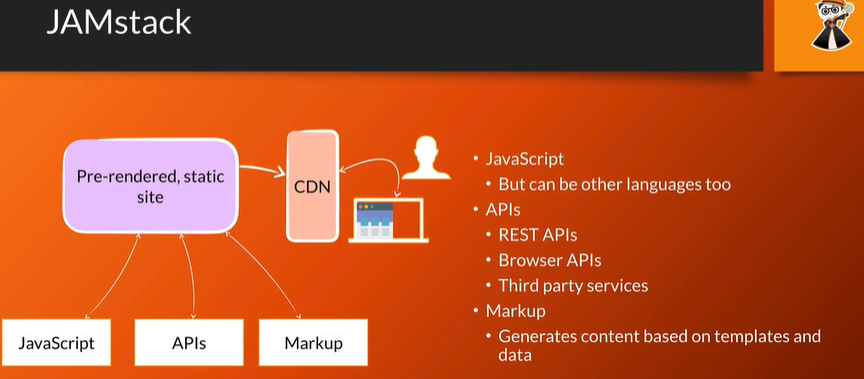 JAMstack
Pre-rendered, static
site
CDN
JavaScript
APIs
Markup
• JavaScript
• But can be other languages too
• APIs
• REST APIs
• Browser APIs
• Third party services
• Markup
• Generates content based on templates and
data